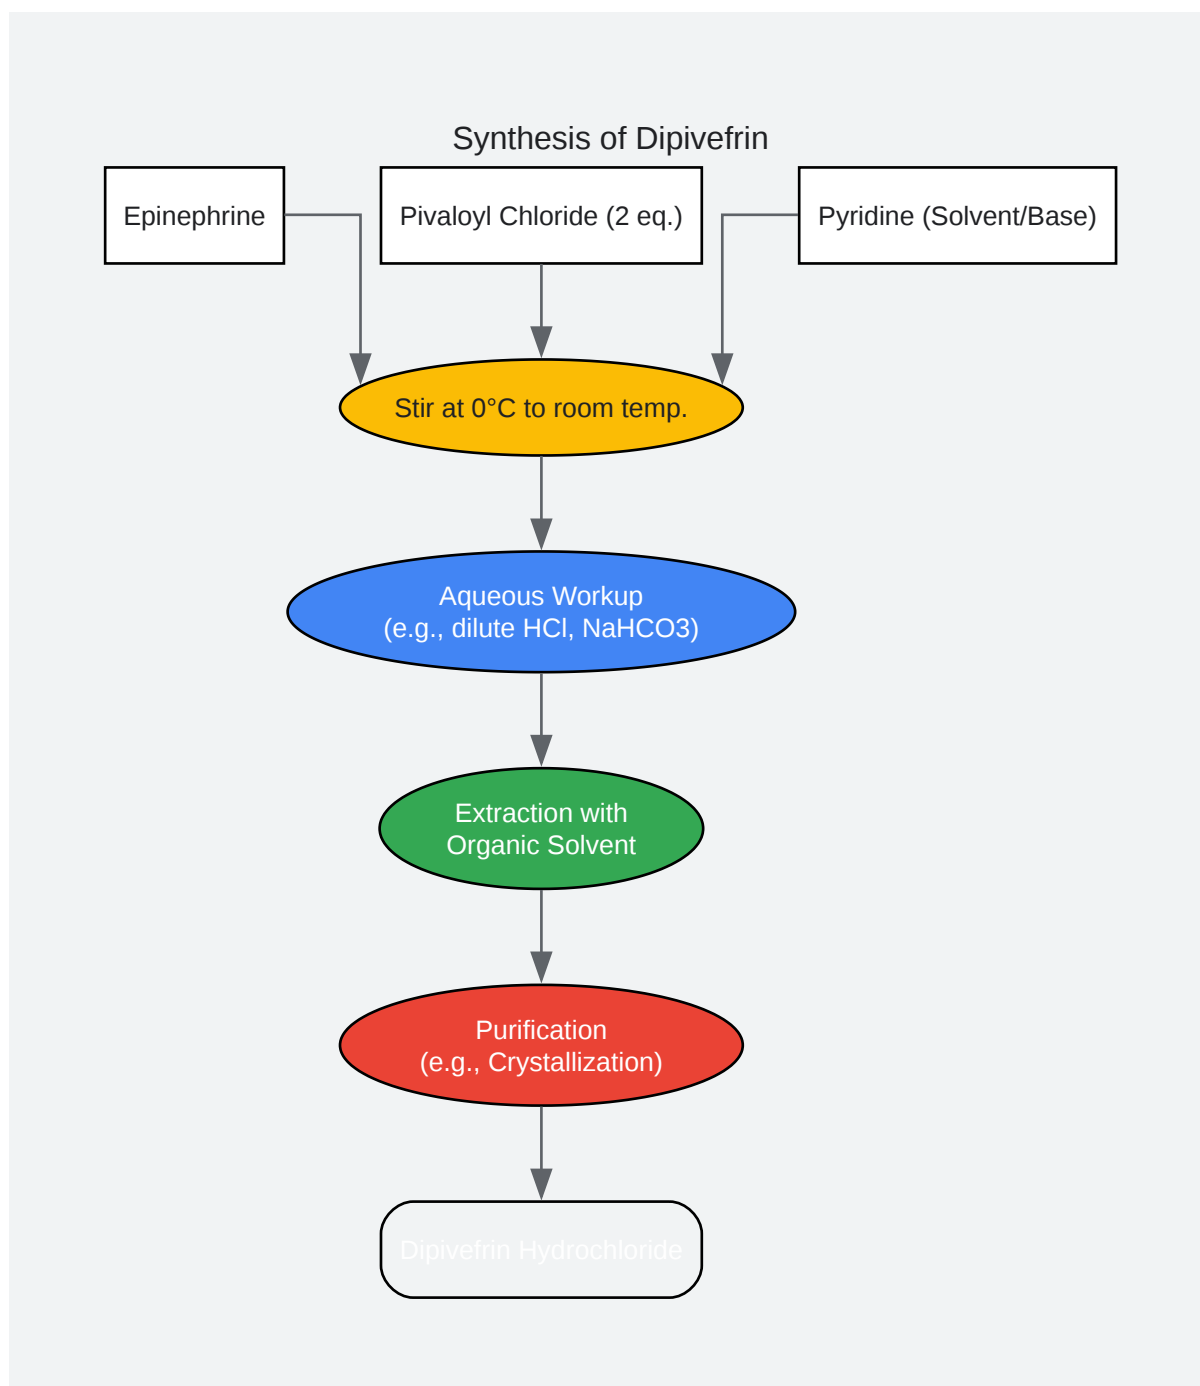 Synthesis of Dipivefrin
Epinephrine
Pivaloyl Chloride (2 eq.)
Pyridine (Solvent/Base)
Stir at 0°C to room temp.
Aqueous Workup
(e.g., dilute HCl, NaHCO3)
Extraction with
Organic Solvent
Purification
(e.g., Crystallization)
Dipivefrin Hydrochloride